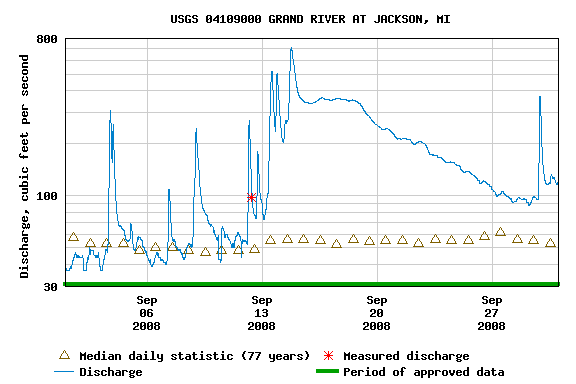 USGS 04109000 GRAND RIVER AT JACKSON, MI
800
Discharge, cubic feet per second
100
30
Sep Sep Sep Sep
06 13 20 27
2008 2008 2008 2008
Median daily statistic (77 years) Measured discharge
Discharge Period of approved data